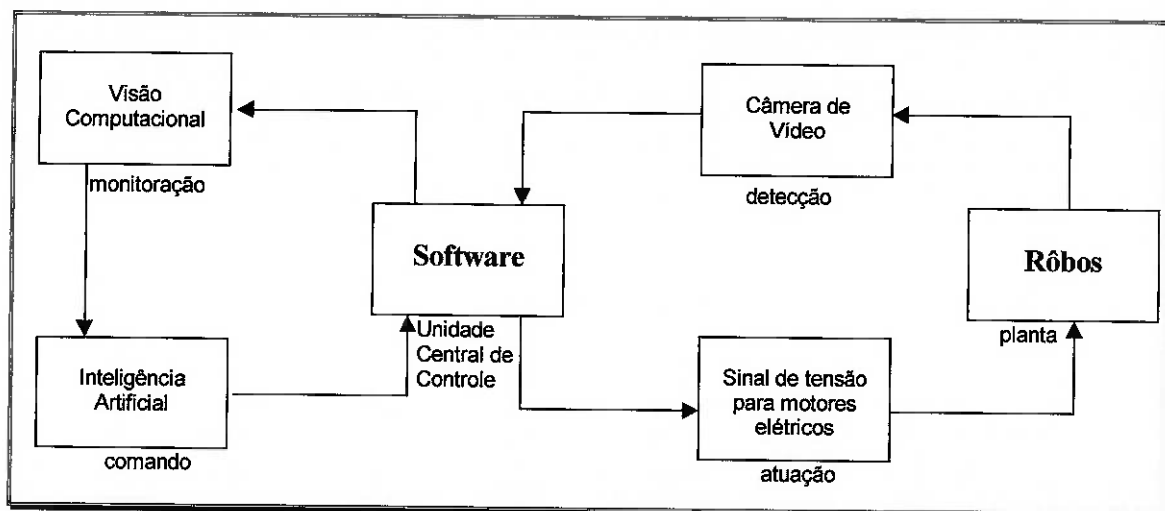 Visão
Computacional
monitoração
Câmera de
Vídeo
detecção
Software
Unidade
Central de
Controle
Rôbos
planta
Inteligência
Artificial
comando
Sinal de tensão
para motores
elétricos
atuação